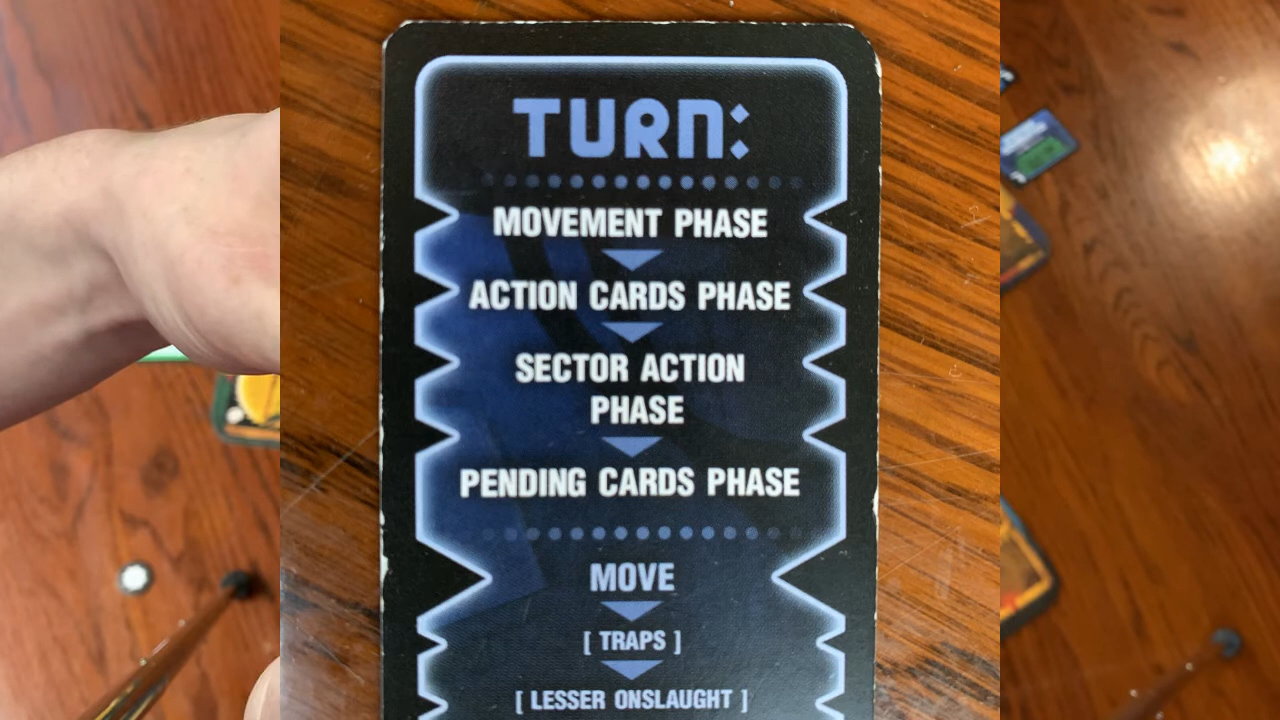 TURN:
MOVEMENT PHASE
ACTION CARDS PHASE
SECTOR ACTION
PHASE
PENDING CARDS PHASE
MOVE
[ TRAPS ]
[ LESSER ONSLAUGHT ]